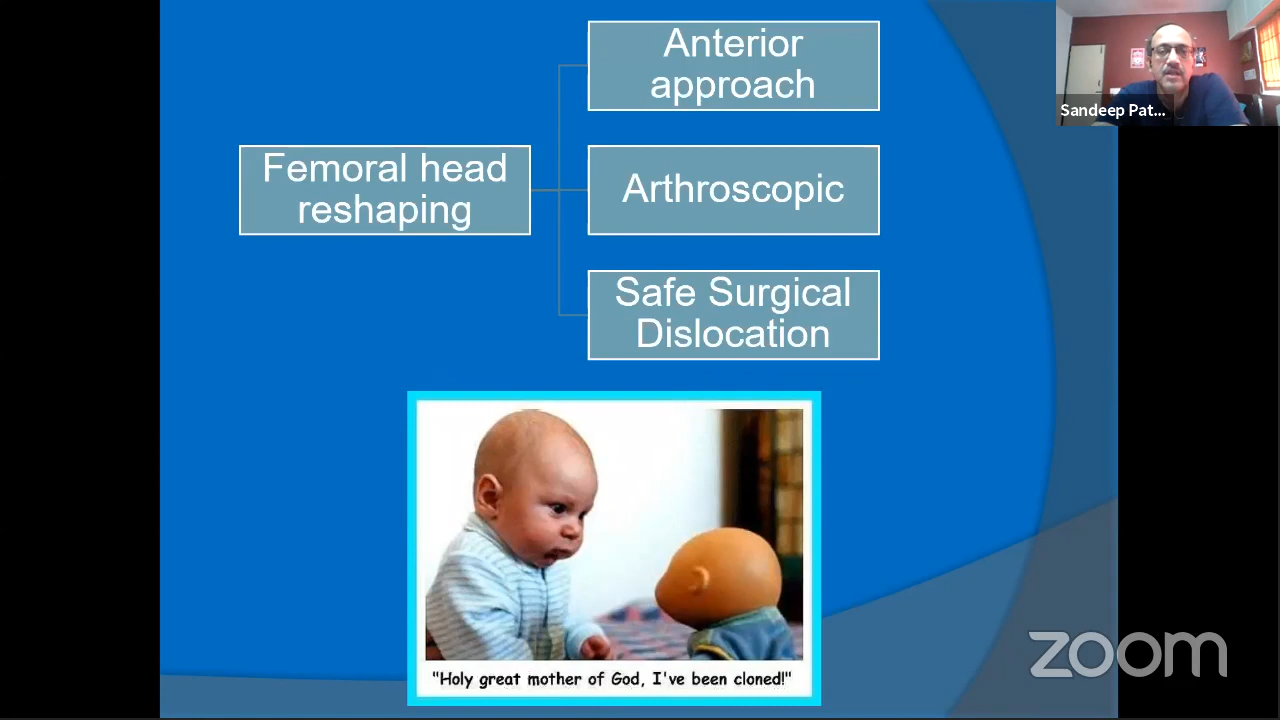 Anterior
approach
Sandeep Pat...
Femoral head
reshaping
Arthroscopic
Safe Surgical
Dislocation
"Holy great mother of God, I've been cloned!"
zoom